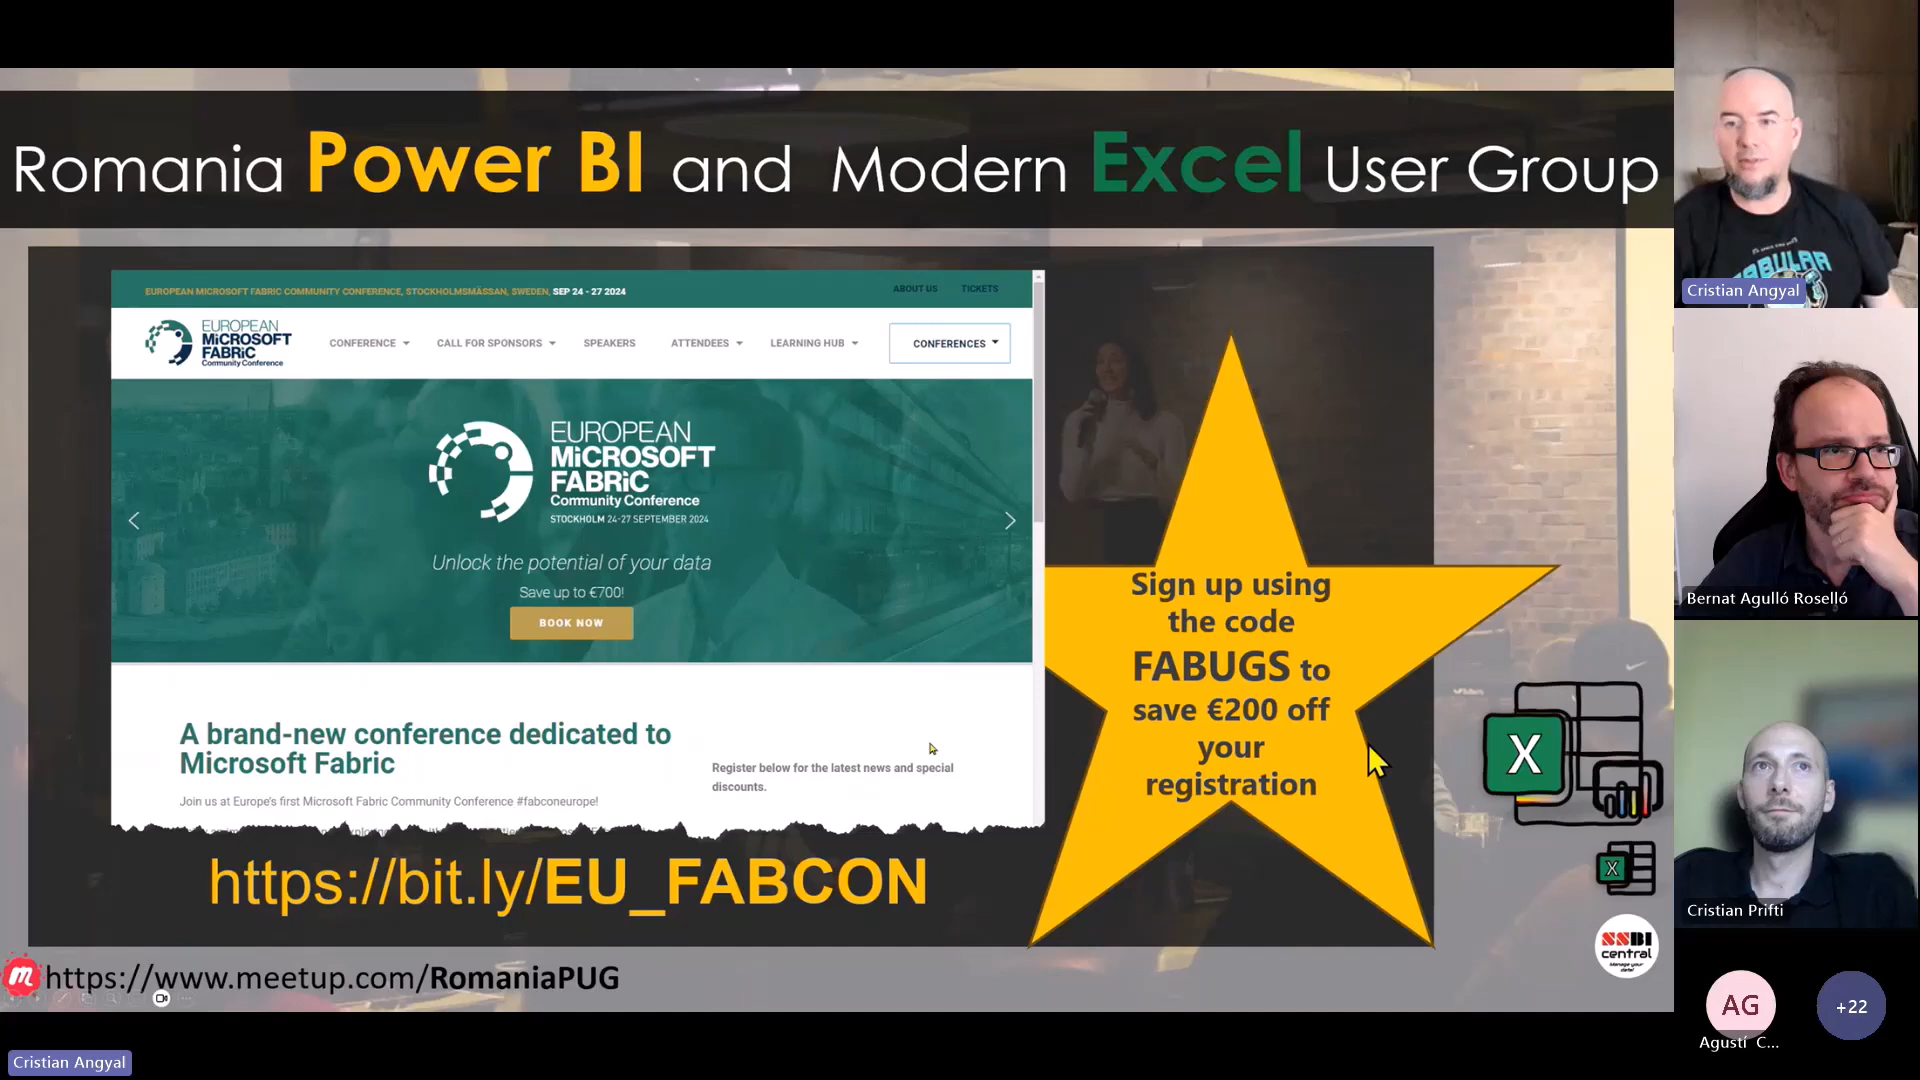 Romania Power BI and Modern Excel User Group
EUROPEAN MICROSOFT FABRIC COMMUNITY CONFERENCE, STOCKHOLMSMÄSSAN, SWEDEN, SEP 24 - 27 2024
ABOUT US TICKETS
EUROPEAN
MiCROSOFT
FABRiC
Community Conference
CONFERENCE
CALL FOR SPONSORS
SPEAKERS
ATTENDEES
LEARNING HUB
CONFERENCES
EUROPEAN
MiCROSOFT
FABRiC
Community Conference
STOCKHOLM 24-27 SEPTEMBER 2024
Unlock the potential of your data
Save up to €700!
BOOK NOW
A brand-new conference dedicated to
Microsoft Fabric
Join us at Europe's first Microsoft Fabric Community Conference #fabconeurope!
Register below for the latest news and special
discounts.
https://bit.ly/EU_FABCON
Sign up using
the code
FABUGS to
save €200 off
your
registration
X
X
SSBI
central
Manage your
data!
m
https://www.meetup.com/RomaniaPUG
Cristian Angyal
Cristian Angyal
Bernat Agulló Roselló
Cristian Prifti
AG
Agustí C...
+22